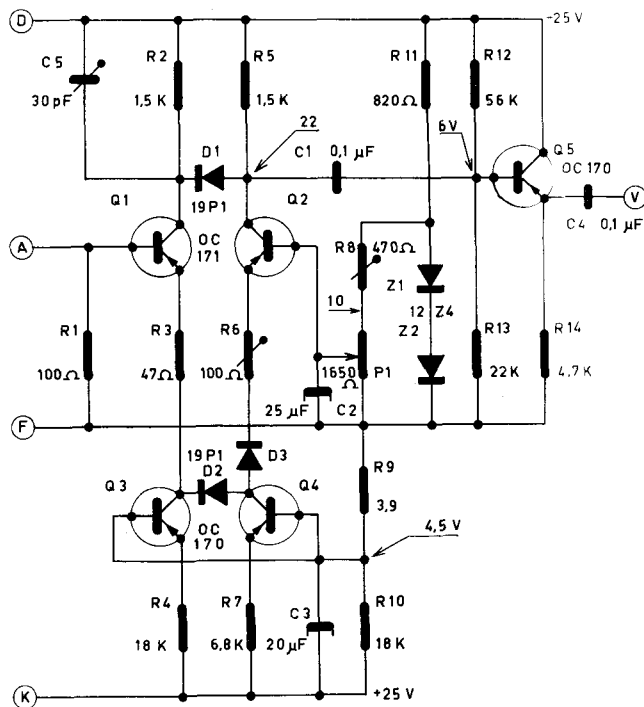 D
-25 V
C5
30pF
R2
1,5 K
R5
1,5 K
R11
820Ω
R12
56K
22
C1
0,1 µF
6V
D1
19P1
Q1
OC
171
Q2
Q5
OC 170
V
C4
0,1 µF
A
R8
470Ω
Z1
12
Z4
Z2
10
R1
100Ω
R3
47Ω
R6
100Ω
1650
Ω
P1
R13
22K
R14
4,7K
25 µF
C2
F
19P1
D2
D3
Q3
OC
170
Q4
R9
3,9
4,5 V
R4
18 K
R7
6,8K
C3
20µF
R10
18K
K
+25 V